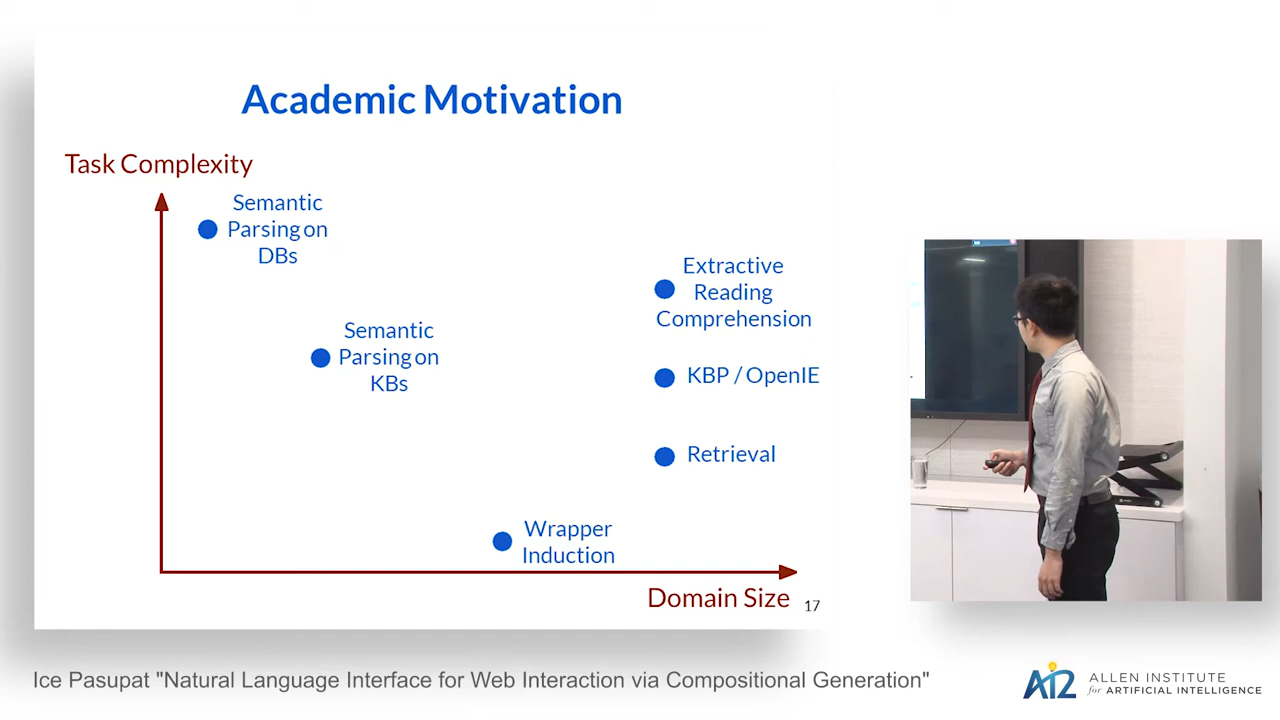 Academic Motivation
Task Complexity
Semantic
Parsing on
DBs
Extractive
Reading
Comprehension
Semantic
Parsing on
KBs
KBP / OpenIE
Retrieval
Wrapper
Induction
Domain Size
17
Ice Pasupat "Natural Language Interface for Web Interaction via Compositional Generation"
AI2
ALLEN INSTITUTE
for ARTIFICIAL INTELLIGENCE